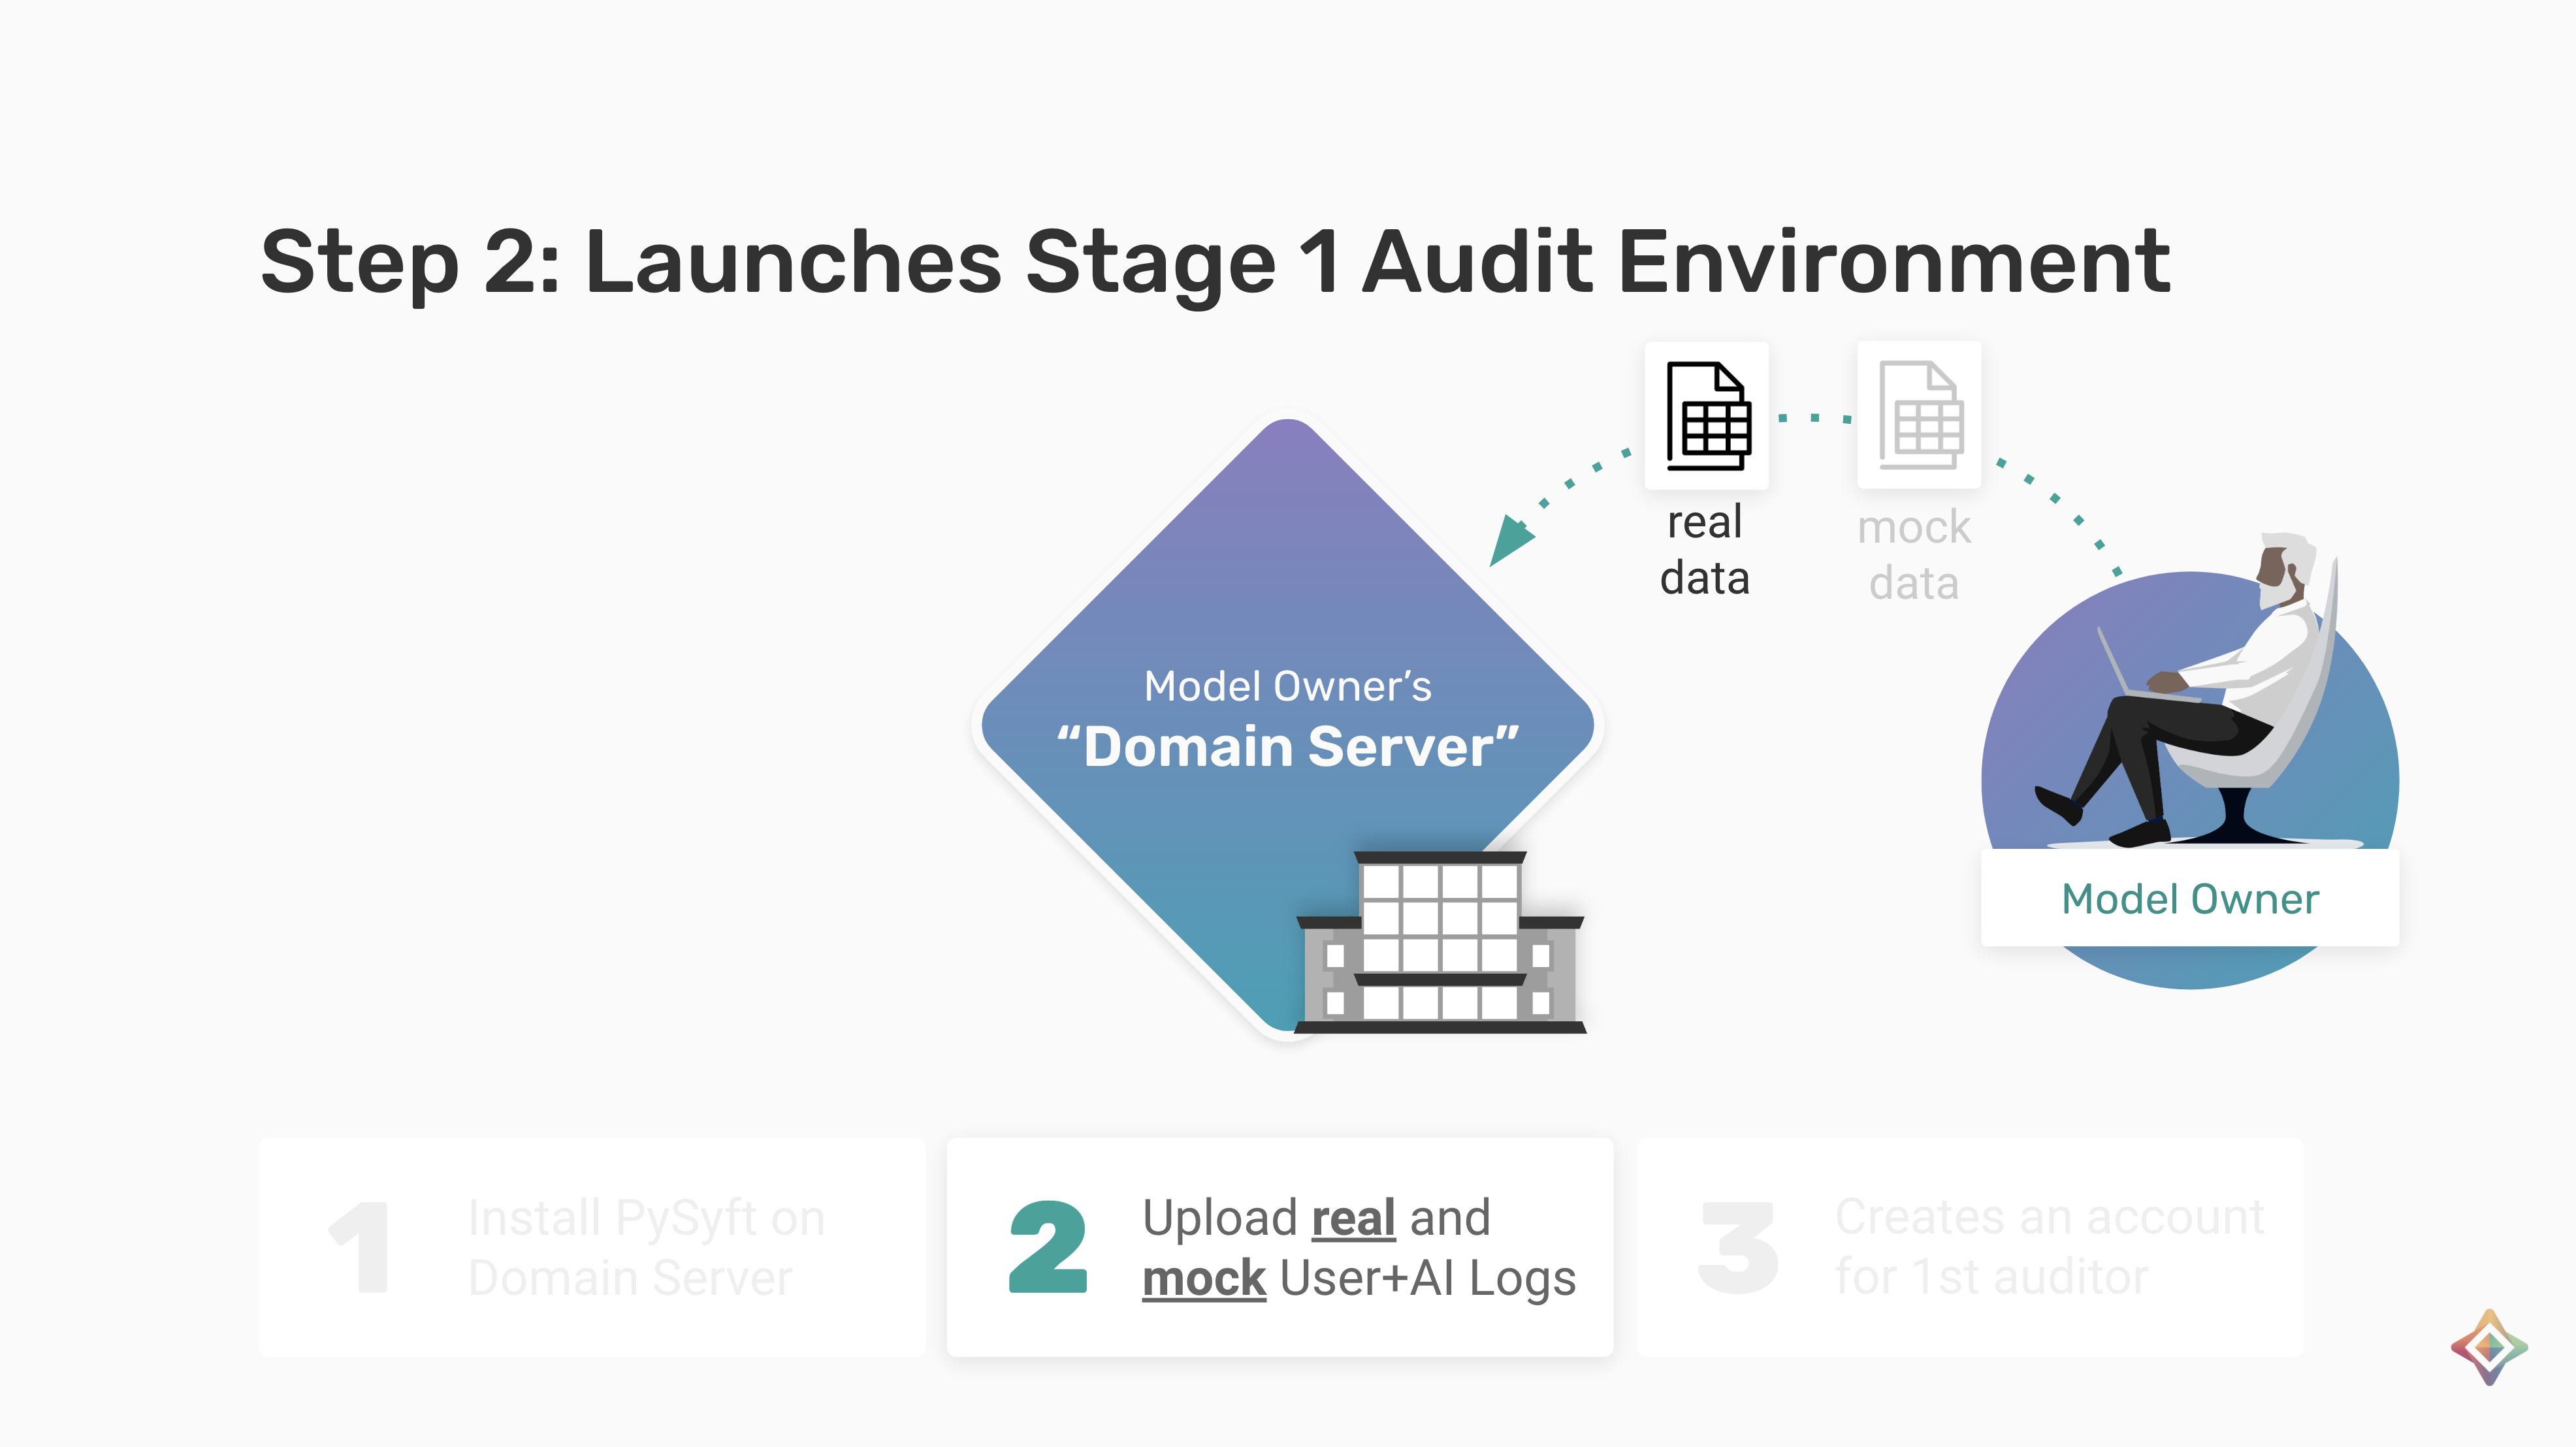 Step 2: Launches Stage 1 Audit Environment
real
data
mock
data
Model Owner’s
“Domain Server”
Model Owner
1
Install PySyft on
Domain Server
2
Upload real and
mock User+AI Logs
3
Creates an account
for 1st auditor